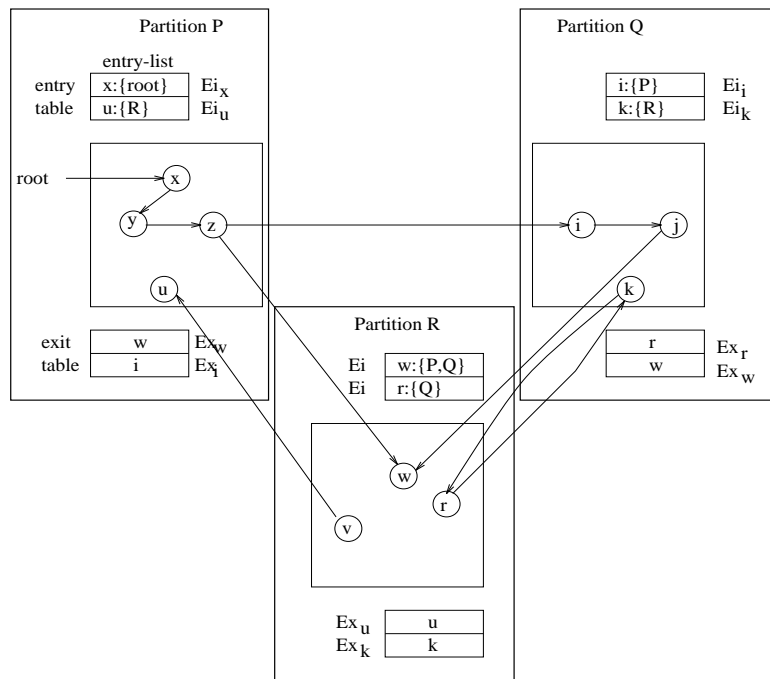 Partition P
entry-list
entry x:{root} Ei x
table u:{R} Ei u
root
x
y
z
u
exit w Ex w
table i Ex i
Partition Q
i:{P} Ei i
k:{R} Ei k
i
j
k
r Ex r
w Ex w
Partition R
Ei w:{P,Q}
Ei r:{Q}
w
r
v
Ex u u
Ex k k